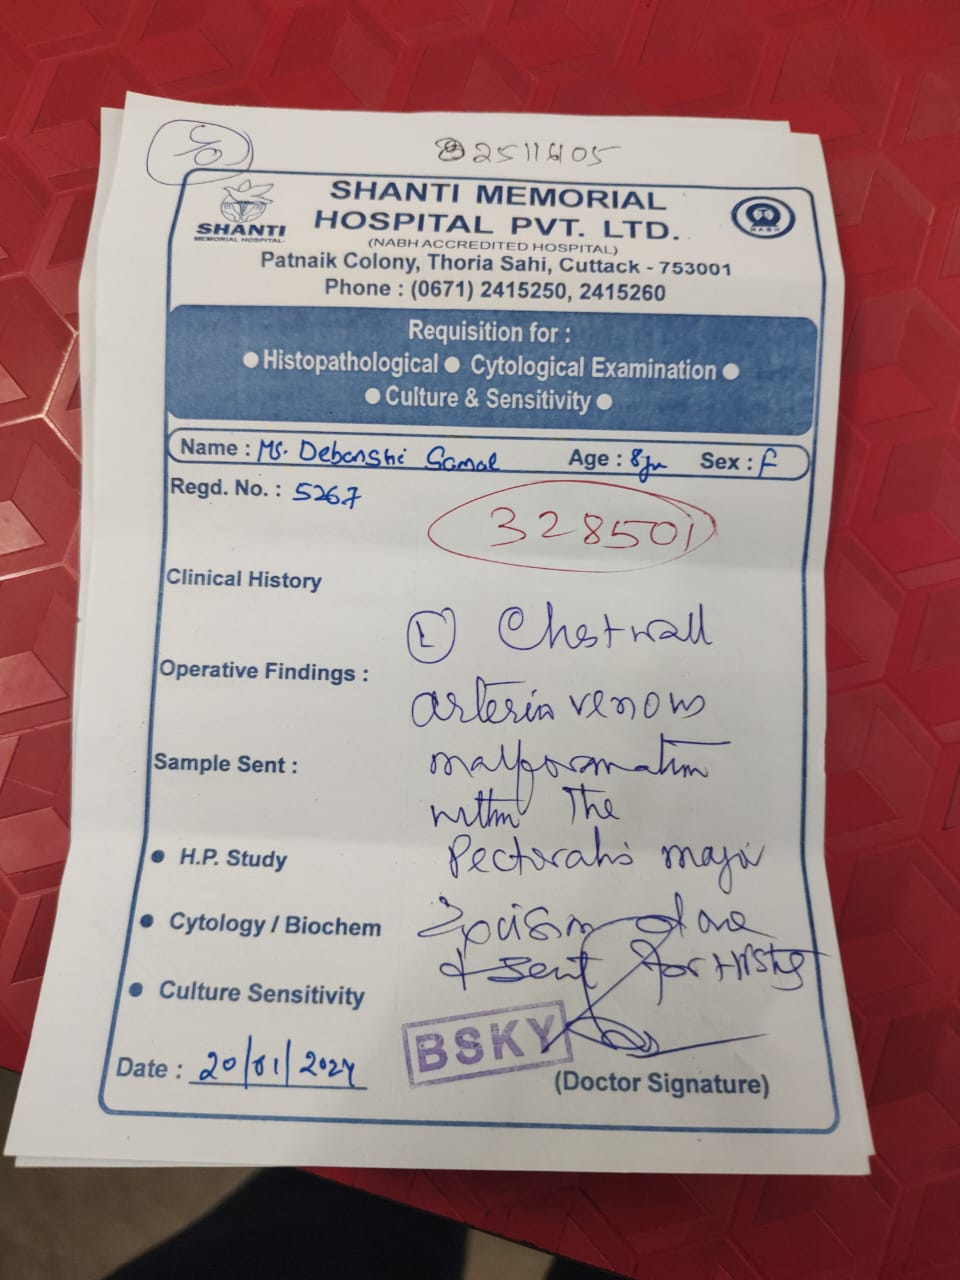 2511405
SHANTI
MEMORIAL HOSPITAL
SHANTI MEMORIAL
HOSPITAL PVT. LTD.
(NABH ACCREDITED HOSPITAL)
NABH
Patnaik Colony, Thoria Sahi, Cuttack - 753001
Phone : (0671) 2415250, 2415260
Requisition for :
● Histopathological ● Cytological Examination ●
● Culture & Sensitivity ●
Name : Ms. Debanshi Samal Age : 8yr Sex : F
Regd. No. : 5267
328501
Clinical History
(L) Chest wall
Operative Findings :
arterio venous
Sample Sent :
malformation
within The
● H.P. Study
Pectoralis major
● Cytology / Biochem
Excision done
& sent for
● Culture Sensitivity
BSKY
Date : 20/01/2024
(Doctor Signature)